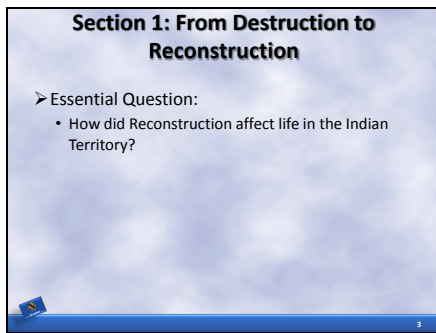 Section 1: From Destruction to
Reconstruction
➢Essential Question:
• How did Reconstruction affect life in the Indian
Territory?
3